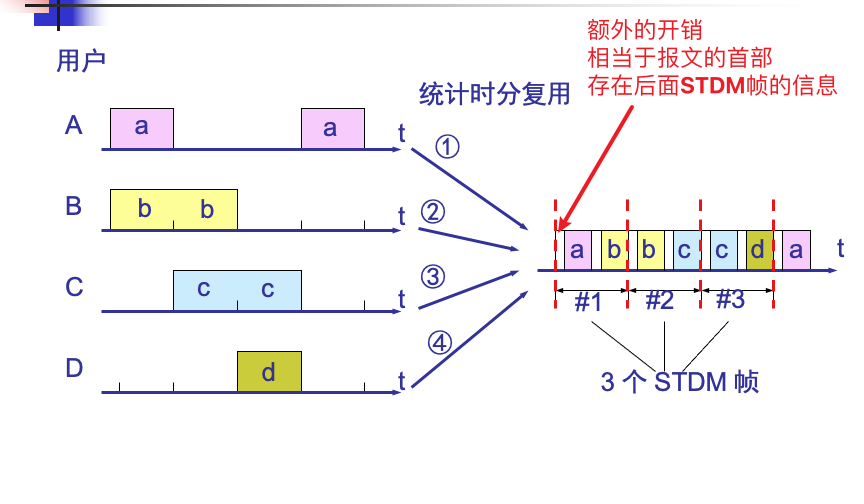 额外的开销
相当于报文的首部
存在后面STDM帧的信息
用户
统计时分复用
A a a t
①
B b b t
②
a b b c c d a t
C c c t
③
#1 #2 #3
④
D d t
3 个 STDM 帧